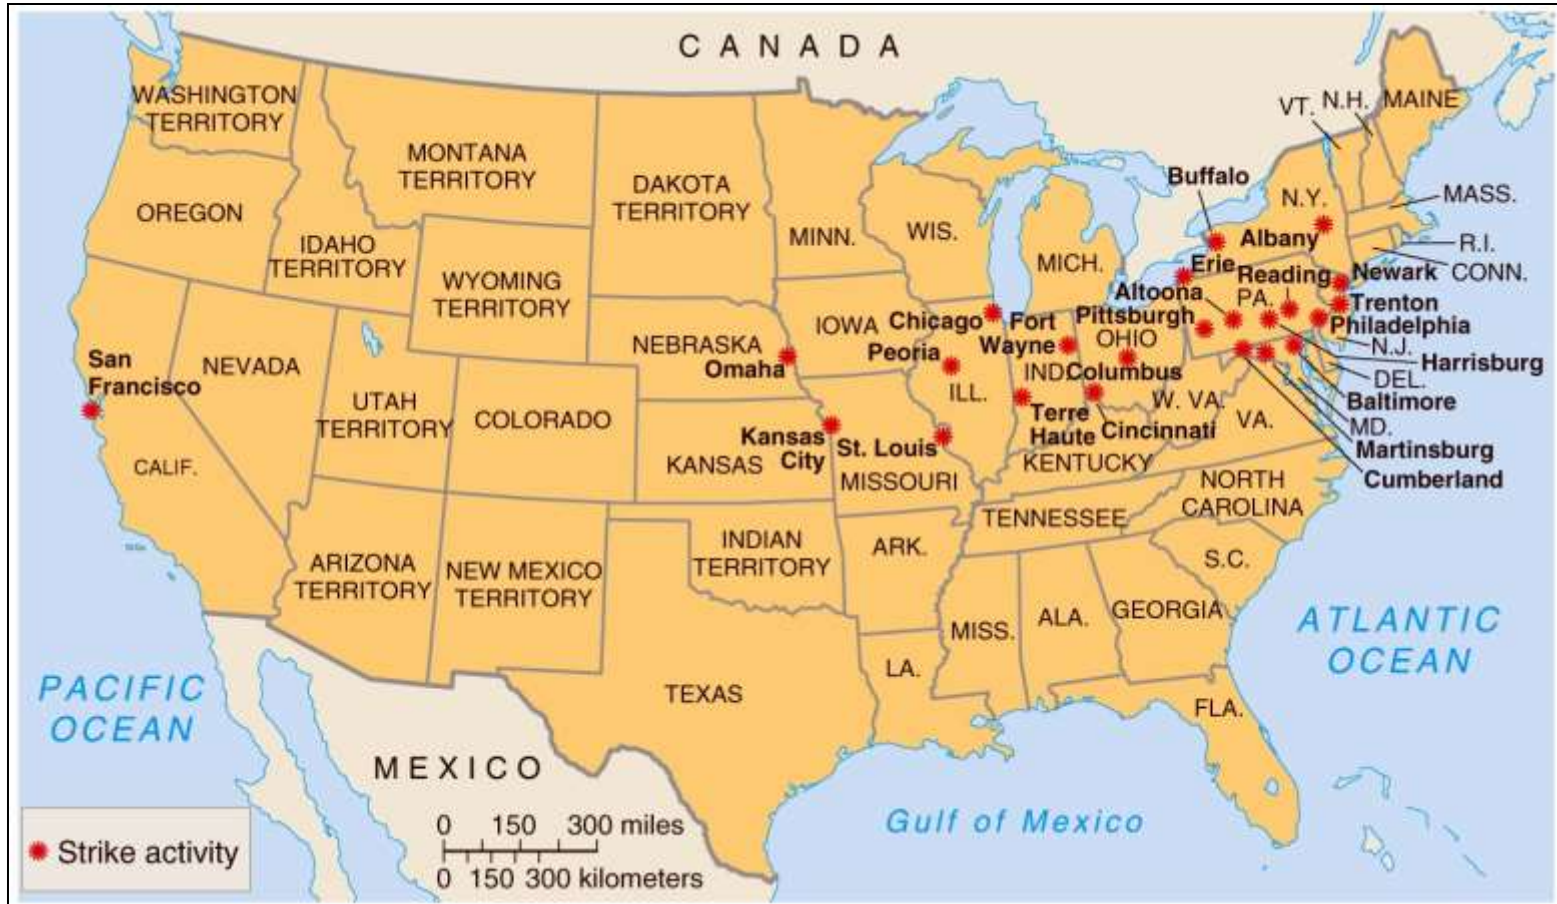 CANADA
WASHINGTON
TERRITORY
MONTANA
TERRITORY
DAKOTA
TERRITORY
MINN.
WIS.
MICH.
VT.
N.H.
MAINE
Buffalo
N.Y.
MASS.
Albany
R.I.
CONN.
OREGON
IDAHO
TERRITORY
WYOMING
TERRITORY
Erie
Reading
Newark
Altoona
PA.
Trenton
Pittsburgh
Philadelphia
IOWA
Chicago
Fort
Wayne
OHIO
N.J.
Harrisburg
San
Francisco
NEVADA
NEBRASKA
Omaha
Peoria
ILL.
IND.
Columbus
DEL.
Baltimore
UTAH
TERRITORY
COLORADO
W. VA.
VA.
MD.
Martinsburg
Cumberland
Kansas
City
St. Louis
Terre
Haute
Cincinnati
CALIF.
KANSAS
MISSOURI
KENTUCKY
NORTH
CAROLINA
TENNESSEE
ARIZONA
TERRITORY
NEW MEXICO
TERRITORY
INDIAN
TERRITORY
ARK.
S.C.
MISS.
ALA.
GEORGIA
ATLANTIC
OCEAN
PACIFIC
OCEAN
TEXAS
LA.
FLA.
MEXICO
Gulf of Mexico
0 150 300 miles
0 150 300 kilometers
Strike activity